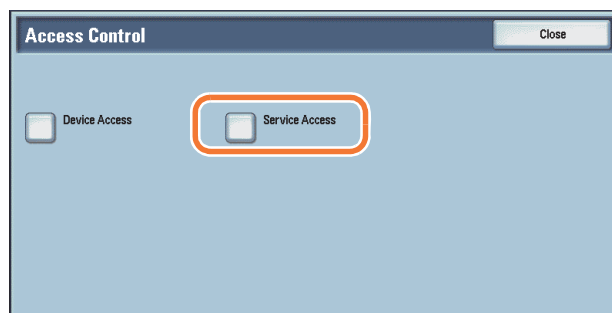 Access Control
Close
Device Access
Service Access